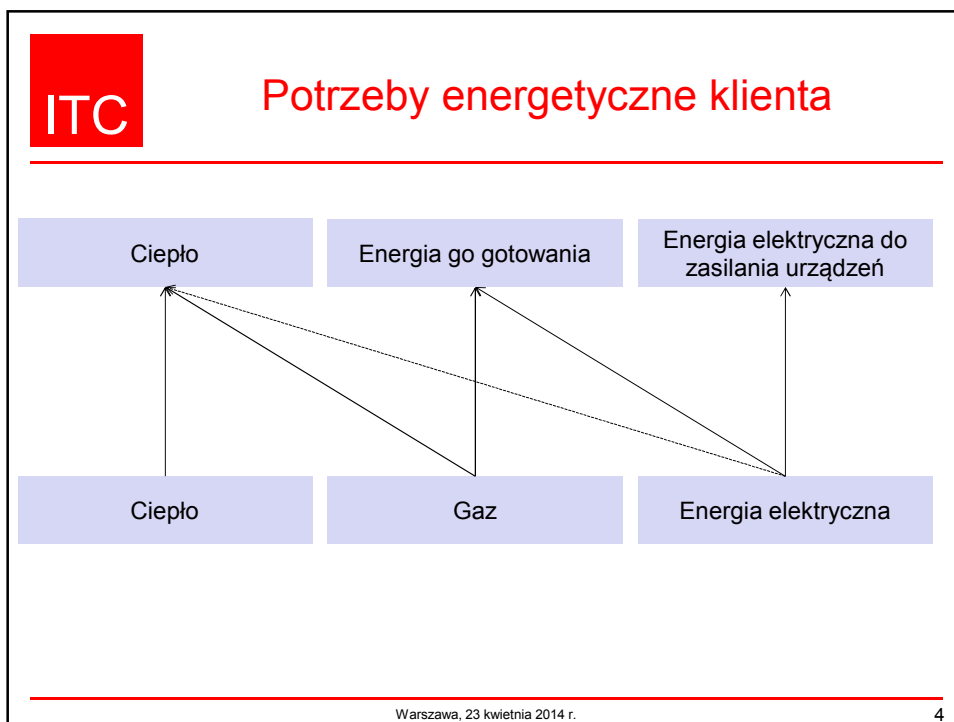 ITC
Potrzeby energetyczne klienta
Ciepło
Energia go gotowania
Energia elektryczna do
zasilania urządzeń
Ciepło
Gaz
Energia elektryczna
Warszawa, 23 kwietnia 2014 r.
4